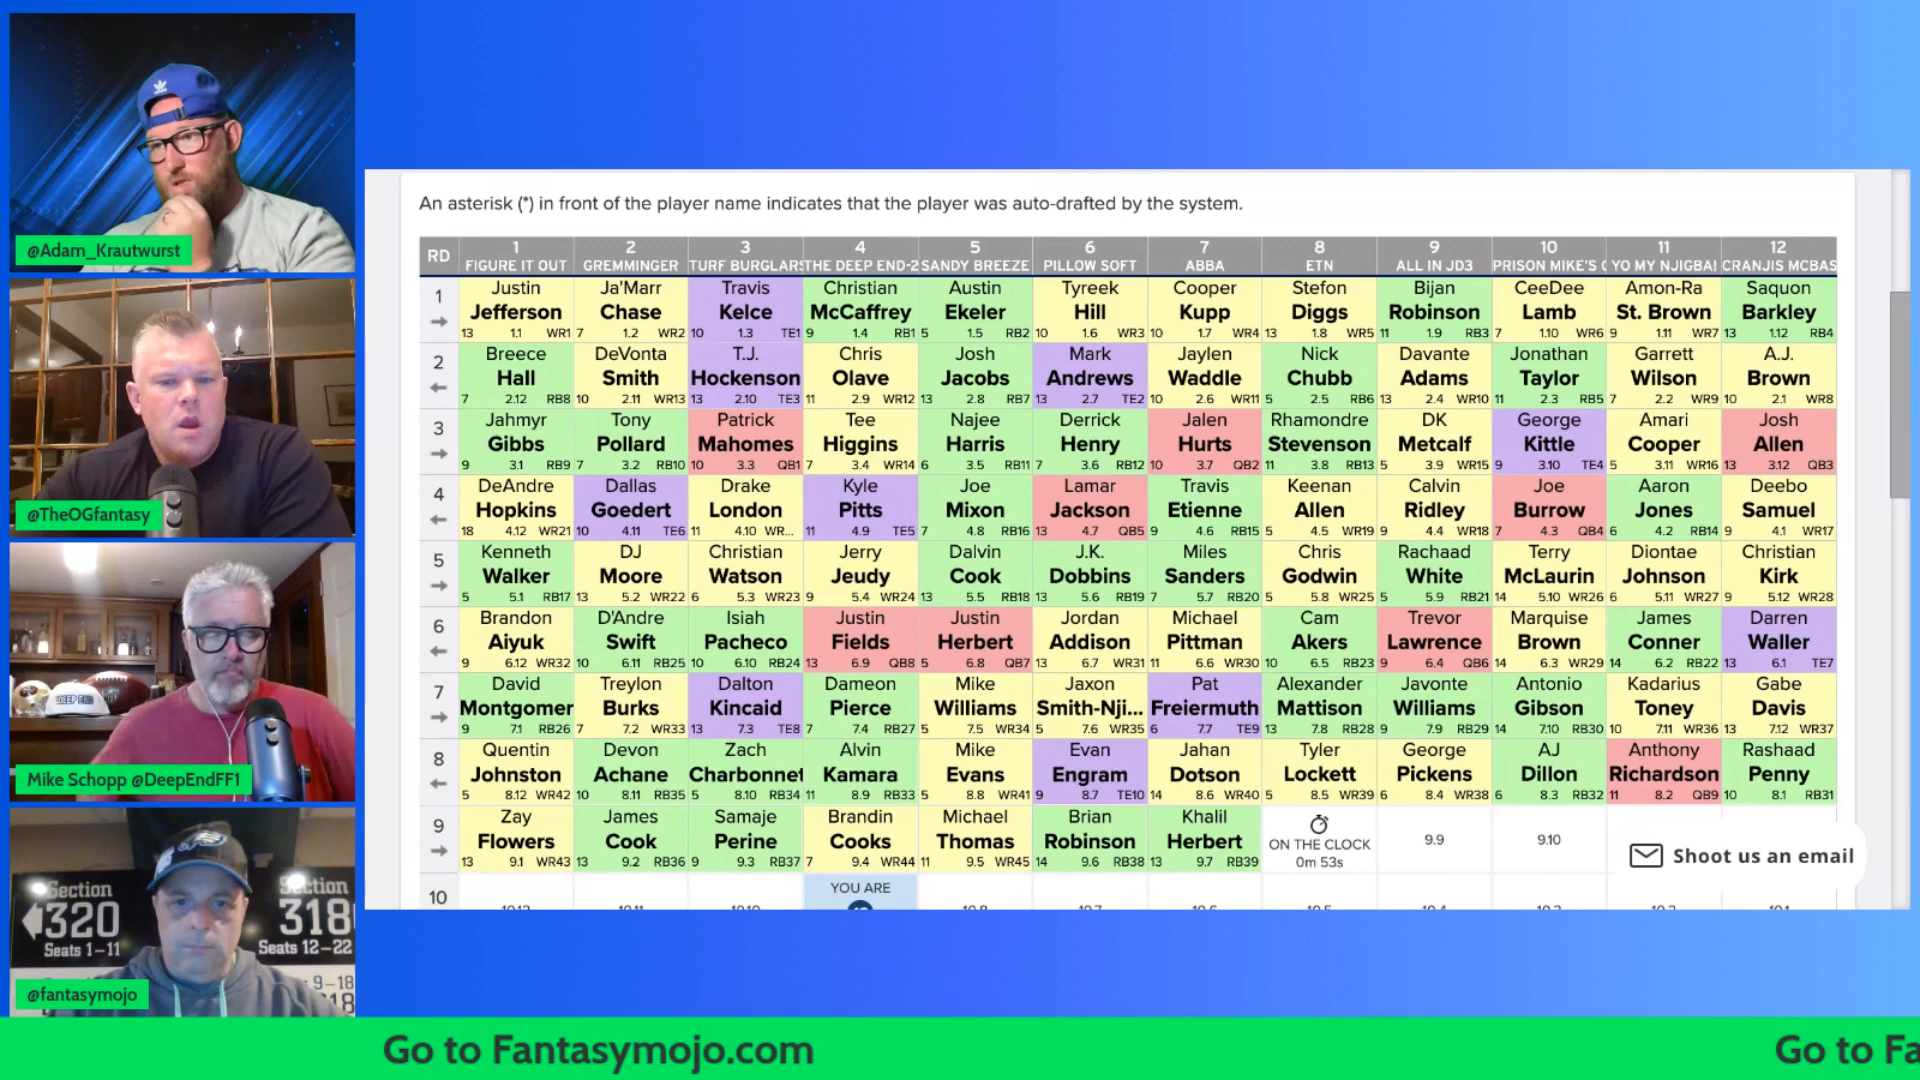 @Adam_Krautwurst
@TheOGfantasy
DEEP END
Mike Schopp @DeepEndFF1
Section
320
Seats 1-11
Section
318
Seats 12-22
9-18
@fantasymojo
An asterisk (*) in front of the player name indicates that the player was auto-drafted by the system.
RD 1 2 3 4 5 6 7 8 9 10 11 12
FIGURE IT OUT GREMMINGER TURF BURGLARS THE DEEP END-2 SANDY BREEZE PILLOW SOFT ABBA ETN ALL IN JD3 PRISON MIKE'S YO MY NJIGBA! CRANJIS MCBAS
1 →
Justin Ja'Marr Travis Christian Austin Tyreek Cooper Stefon Bijan CeeDee Amon-Ra Saquon
Jefferson Chase Kelce McCaffrey Ekeler Hill Kupp Diggs Robinson Lamb St. Brown Barkley
13 1.1 WR1 7 1.2 WR2 10 1.3 TE1 9 1.4 RB1 5 1.5 RB2 10 1.6 WR3 10 1.7 WR4 13 1.8 WR5 11 1.9 RB3 7 1.10 WR6 9 1.11 WR7 13 1.12 RB4
2 ←
Breece DeVonta T.J. Chris Josh Mark Jaylen Nick Davante Jonathan Garrett A.J.
Hall Smith Hockenson Olave Jacobs Andrews Waddle Chubb Adams Taylor Wilson Brown
7 2.12 RB8 10 2.11 WR13 13 2.10 TE3 11 2.9 WR12 13 2.8 RB7 13 2.7 TE2 10 2.6 WR11 5 2.5 RB6 13 2.4 WR10 11 2.3 RB5 7 2.2 WR9 10 2.1 WR8
3 →
Jahmyr Tony Patrick Tee Najee Derrick Jalen Rhamondre DK George Amari Josh
Gibbs Pollard Mahomes Higgins Harris Henry Hurts Stevenson Metcalf Kittle Cooper Allen
9 3.1 RB9 7 3.2 RB10 10 3.3 QB1 7 3.4 WR14 6 3.5 RB11 7 3.6 RB12 10 3.7 QB2 11 3.8 RB13 5 3.9 WR15 9 3.10 TE4 5 3.11 WR16 13 3.12 QB3
4 ←
DeAndre Dallas Drake Kyle Joe Lamar Travis Keenan Calvin Joe Aaron Deebo
Hopkins Goedert London Pitts Mixon Jackson Etienne Allen Ridley Burrow Jones Samuel
18 4.12 WR21 10 4.11 TE6 11 4.10 WR... 11 4.9 TE5 7 4.8 RB16 13 4.7 QB5 9 4.6 RB15 5 4.5 WR19 9 4.4 WR18 7 4.3 QB4 6 4.2 RB14 9 4.1 WR17
5 →
Kenneth DJ Christian Jerry Dalvin J.K. Miles Chris Rachaad Terry Diontae Christian
Walker Moore Watson Jeudy Cook Dobbins Sanders Godwin White McLaurin Johnson Kirk
5 5.1 RB17 13 5.2 WR22 6 5.3 WR23 9 5.4 WR24 13 5.5 RB18 13 5.6 RB19 7 5.7 RB20 5 5.8 WR25 5 5.9 RB21 14 5.10 WR26 6 5.11 WR27 9 5.12 WR28
6 ←
Brandon D'Andre Isiah Justin Justin Jordan Michael Cam Trevor Marquise James Darren
Aiyuk Swift Pacheco Fields Herbert Addison Pittman Akers Lawrence Brown Conner Waller
9 6.12 WR32 10 6.11 RB25 10 6.10 RB24 13 6.9 QB8 5 6.8 QB7 13 6.7 WR31 11 6.6 WR30 10 6.5 RB23 9 6.4 QB6 14 6.3 WR29 14 6.2 RB22 13 6.1 TE7
7 →
David Treylon Dalton Dameon Mike Jaxon Pat Alexander Javonte Antonio Kadarius Gabe
Montgomer Burks Kincaid Pierce Williams Smith-Nji... Freiermuth Mattison Williams Gibson Toney Davis
9 7.1 RB26 7 7.2 WR33 13 7.3 TE8 7 7.4 RB27 5 7.5 WR34 5 7.6 WR35 6 7.7 TE9 13 7.8 RB28 9 7.9 RB29 14 7.10 RB30 10 7.11 WR36 13 7.12 WR37
8 ←
Quentin Devon Zach Alvin Mike Evan Jahan Tyler George AJ Anthony Rashaad
Johnston Achane Charbonnet Kamara Evans Engram Dotson Lockett Pickens Dillon Richardson Penny
5 8.12 WR42 10 8.11 RB35 5 8.10 RB34 11 8.9 RB33 5 8.8 WR41 9 8.7 TE10 14 8.6 WR40 5 8.5 WR39 6 8.4 WR38 6 8.3 RB32 11 8.2 QB9 10 8.1 RB31
9 →
Zay James Samaje Brandin Michael Brian Khalil
Flowers Cook Perine Cooks Thomas Robinson Herbert ON THE CLOCK 9.9 9.10
13 9.1 WR43 13 9.2 RB36 9 9.3 RB37 7 9.4 WR44 11 9.5 WR45 14 9.6 RB38 13 9.7 RB39 0m 53s
Shoot us an email
10 YOU ARE
Go to Fantasymojo.com
Go to Fa